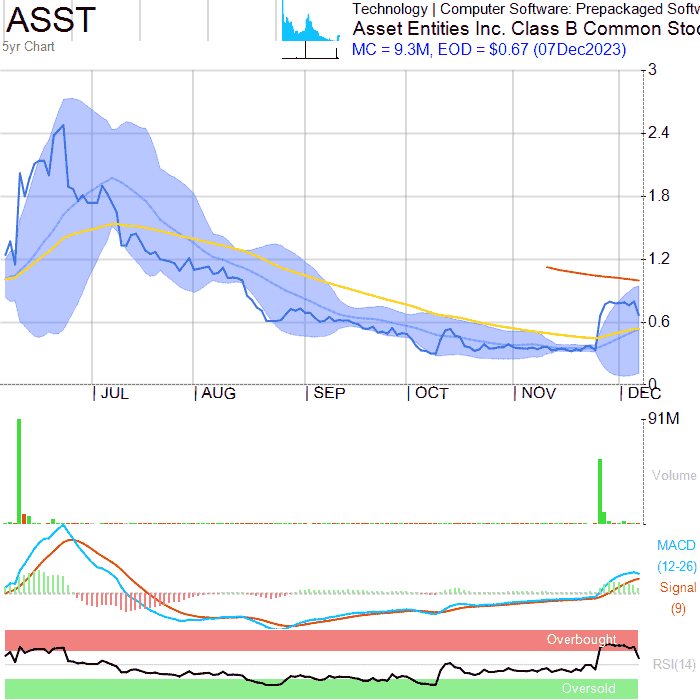 ASST
5yr Chart
Technology | Computer Software: Prepackaged Softw
Asset Entities Inc. Class B Common Stoc
MC = 9.3M, EOD = $0.67 (07Dec2023)
3
2.4
1.8
1.2
0.6
0
JUL
AUG
SEP
OCT
NOV
DEC
91M
Volume
MACD
(12-26)
Signal
(9)
Overbought
RSI(14)
Oversold